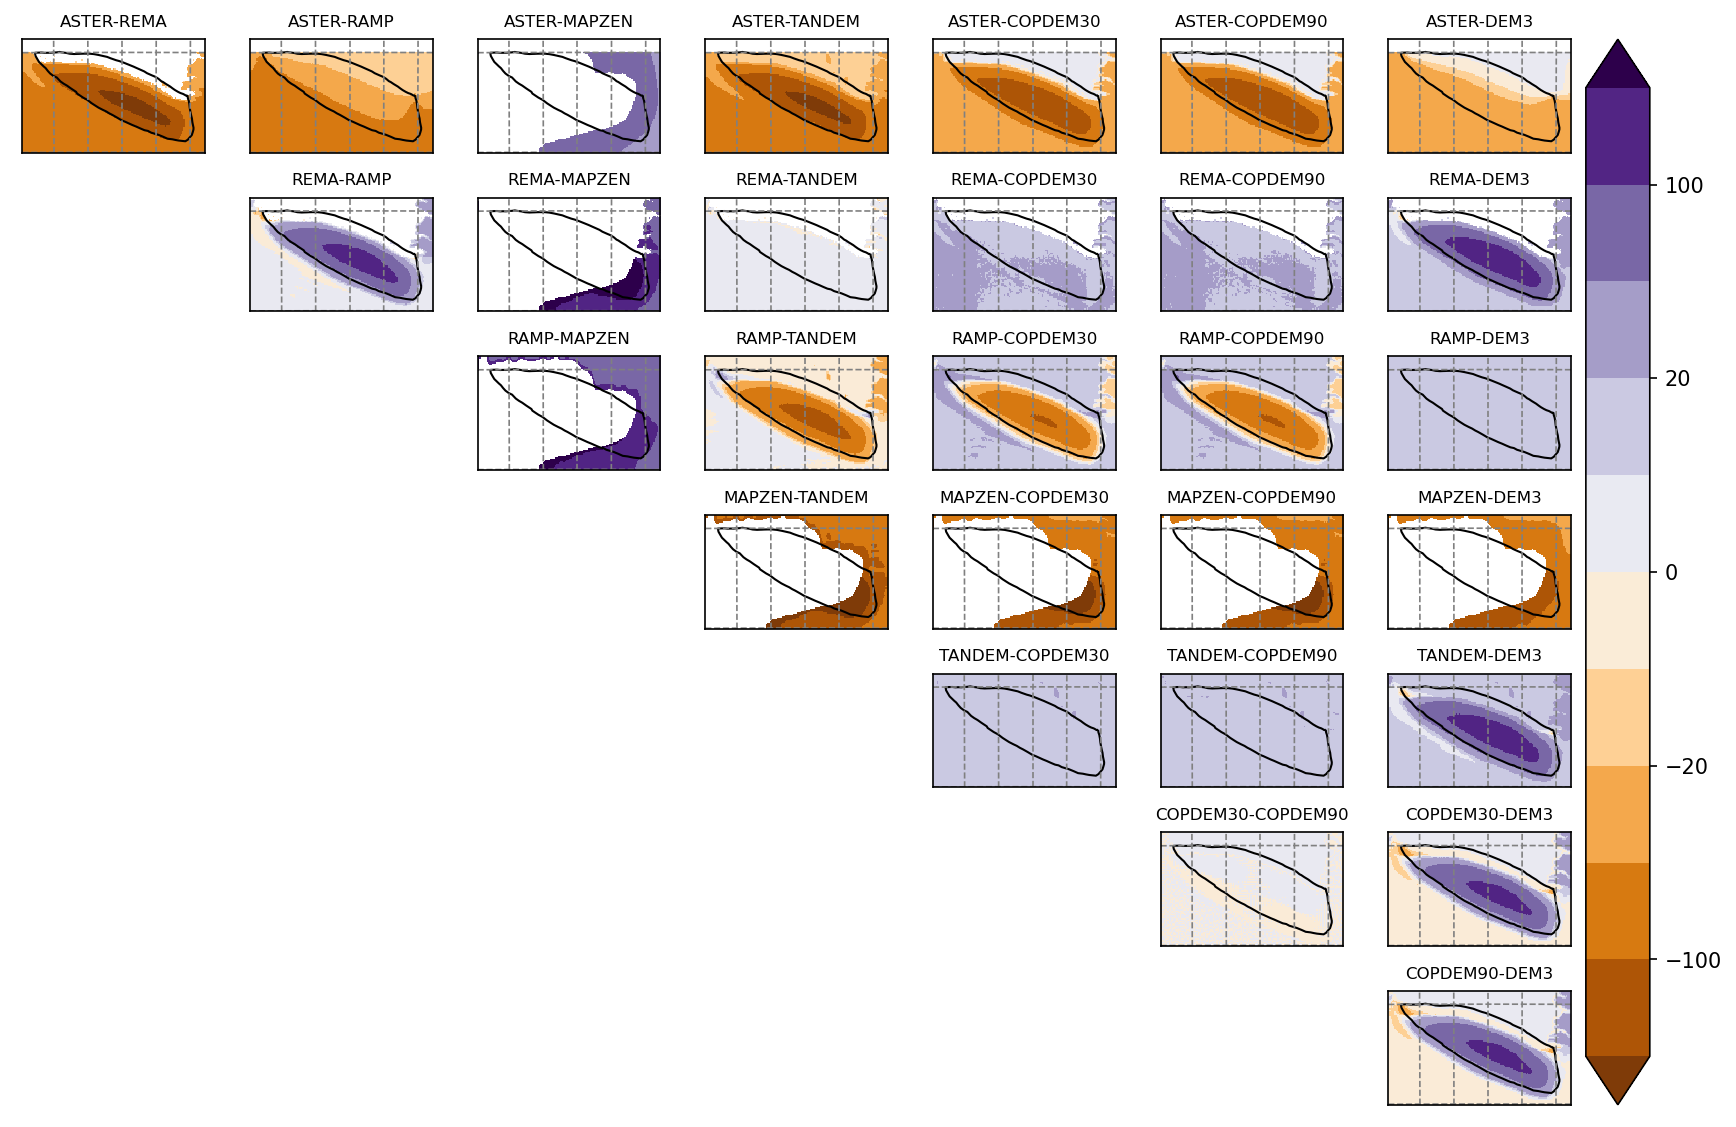 ASTER-REMA ASTER-RAMP ASTER-MAPZEN ASTER-TANDEM ASTER-COPDEM30 ASTER-COPDEM90 ASTER-DEM3
REMA-RAMP REMA-MAPZEN REMA-TANDEM REMA-COPDEM30 REMA-COPDEM90 REMA-DEM3
100
RAMP-MAPZEN RAMP-TANDEM RAMP-COPDEM30 RAMP-COPDEM90 RAMP-DEM3
20
MAPZEN-TANDEM MAPZEN-COPDEM30 MAPZEN-COPDEM90 MAPZEN-DEM3
0
TANDEM-COPDEM30 TANDEM-COPDEM90 TANDEM-DEM3
−20
COPDEM30-COPDEM90 COPDEM30-DEM3
−100
COPDEM90-DEM3